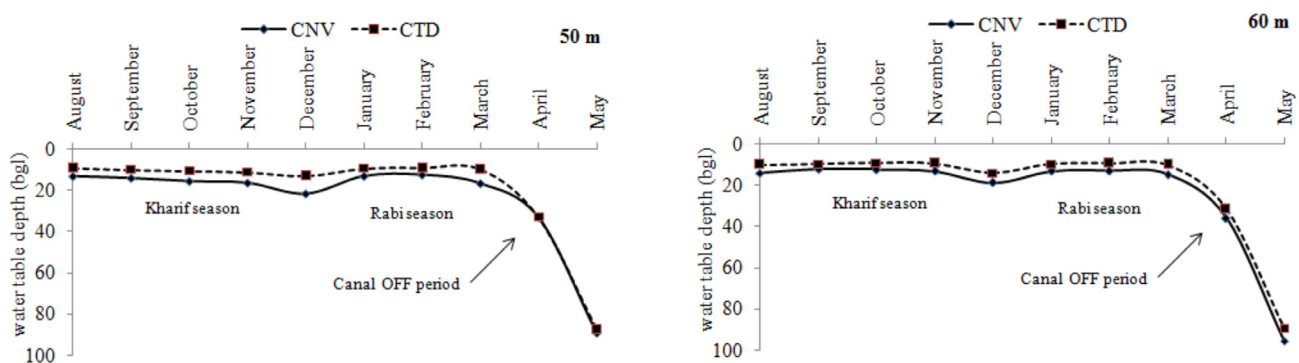 CNV CTD
50 m
August
September
October
November
December
January
February
March
April
May
0
20
40
60
80
100
water table depth (bgl)
Kharif season
Rabi season
Canal OFF period
CNV CTD
60 m
August
September
October
November
December
January
February
March
April
May
0
20
40
60
80
100
water table depth (bgl)
Kharif season
Rabi season
Canal OFF period